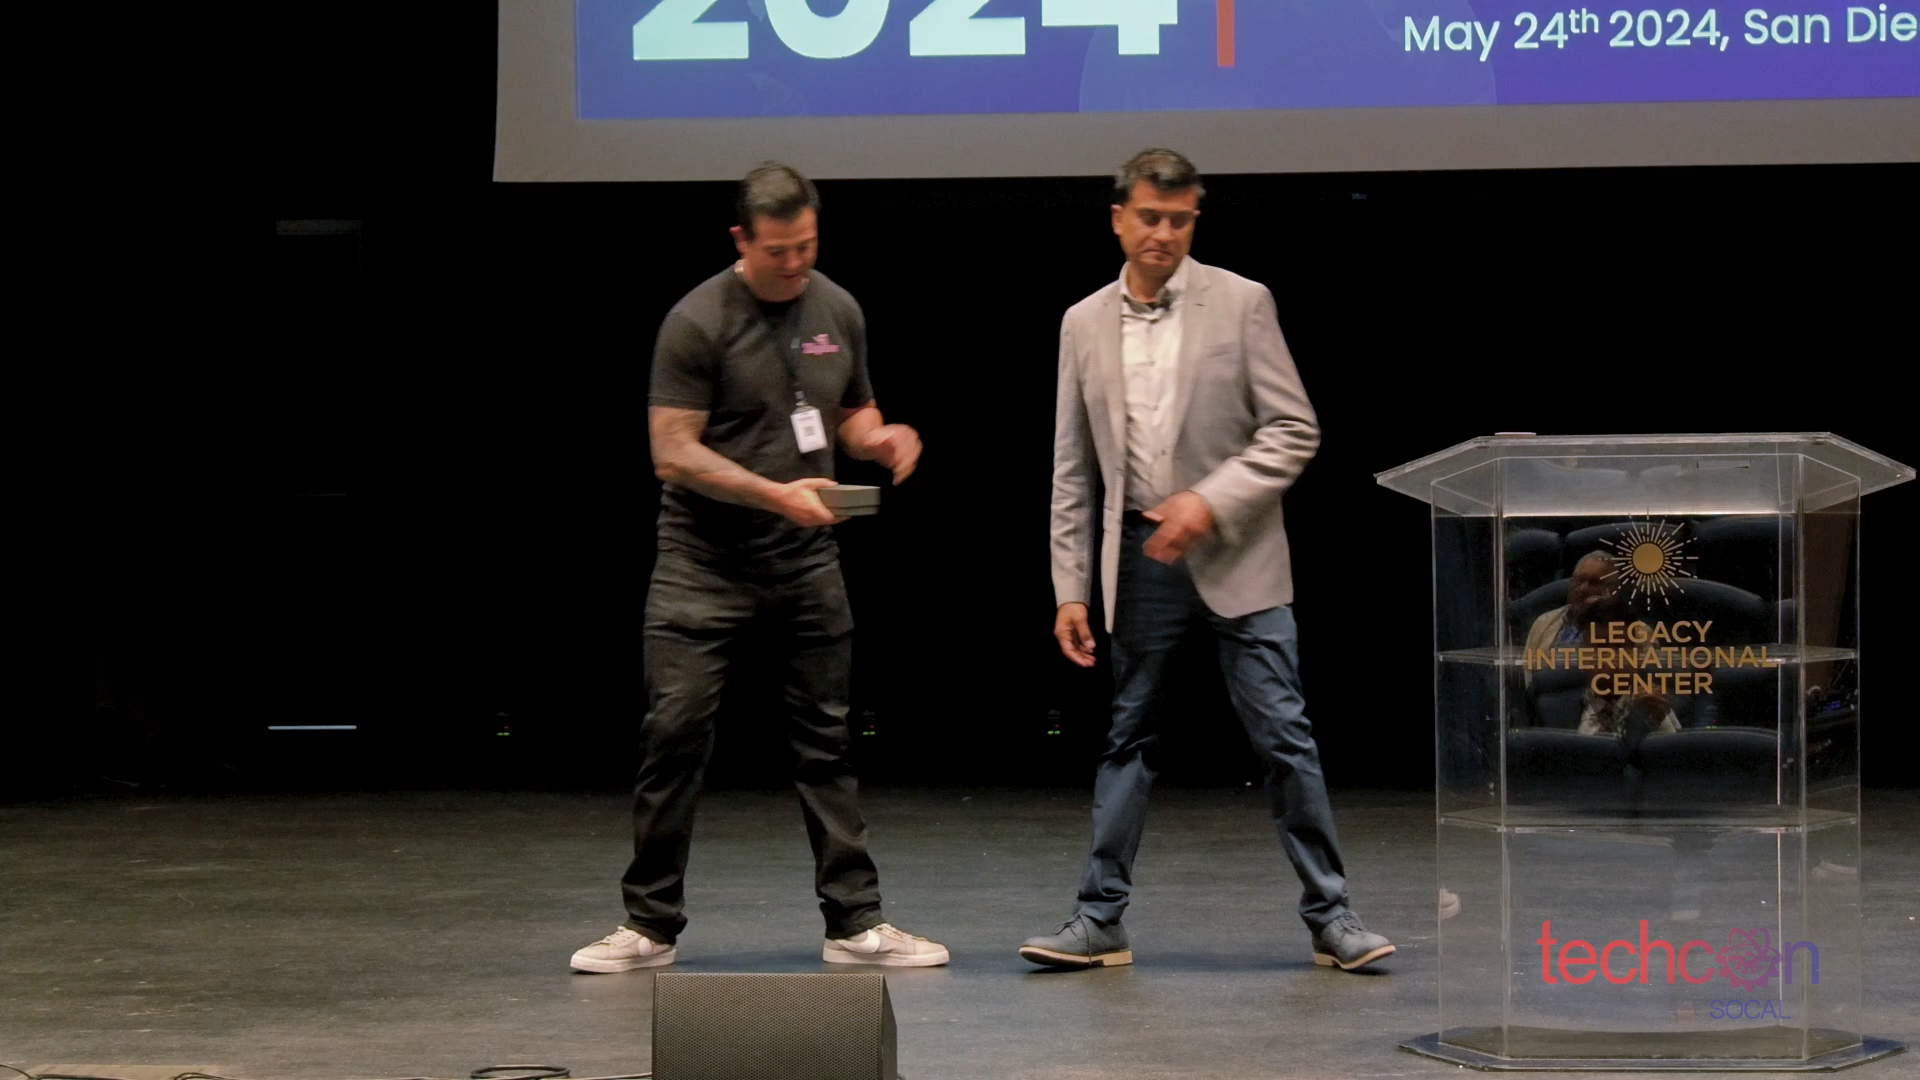 2024
May 24th 2024, San Die
LEGACY
INTERNATIONAL
CENTER
techcon
SOCAL